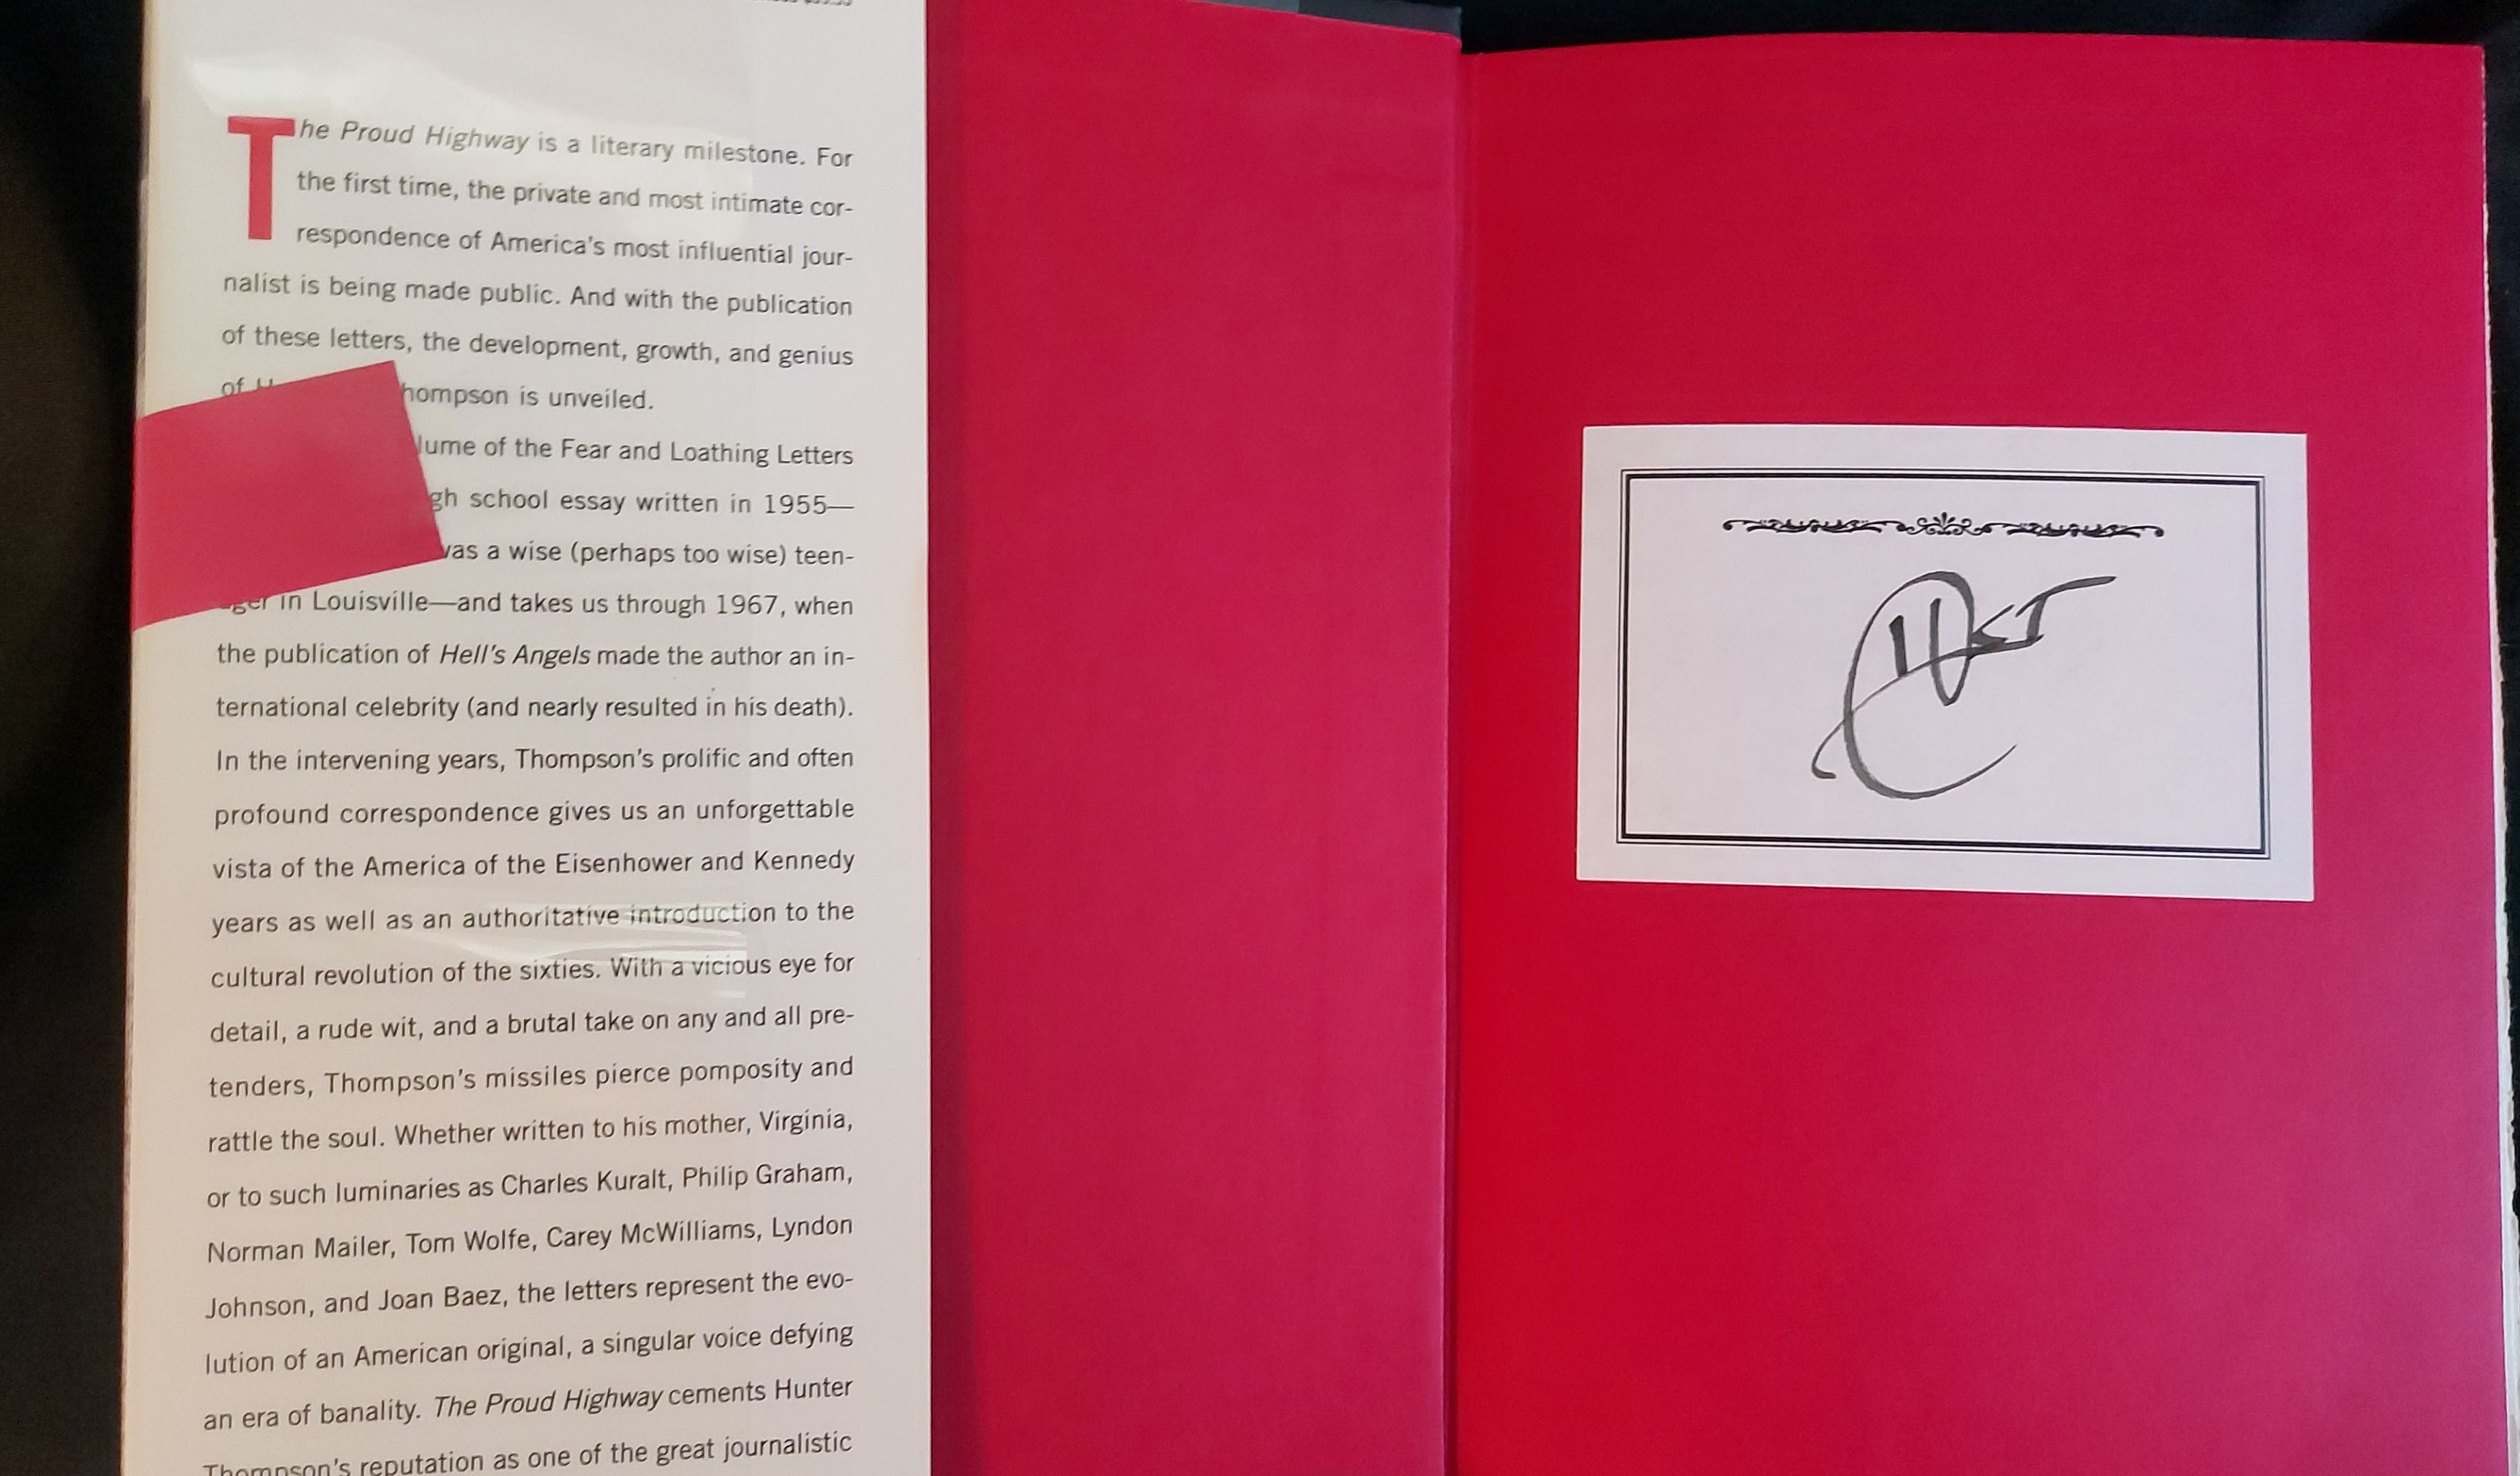 The Proud Highway is a literary milestone. For
the first time, the private and most intimate cor-
respondence of America's most influential jour-
nalist is being made public. And with the publication
of these letters, the development, growth, and genius
of hompson is unveiled.
lume of the Fear and Loathing Letters
gh school essay written in 1955—
was a wise (perhaps too wise) teen-
ager in Louisville—and takes us through 1967, when
the publication of Hell's Angels made the author an in-
ternational celebrity (and nearly resulted in his death).
In the intervening years, Thompson's prolific and often
profound correspondence gives us an unforgettable
vista of the America of the Eisenhower and Kennedy
years as well as an authoritative introduction to the
cultural revolution of the sixties. With a vicious eye for
detail, a rude wit, and a brutal take on any and all pre-
tenders, Thompson's missiles pierce pomposity and
rattle the soul. Whether written to his mother, Virginia,
or to such luminaries as Charles Kuralt, Philip Graham,
Norman Mailer, Tom Wolfe, Carey McWilliams, Lyndon
Johnson, and Joan Baez, the letters represent the evo-
lution of an American original, a singular voice defying
an era of banality. The Proud Highway cements Hunter
Thompson's reputation as one of the great journalistic
HST